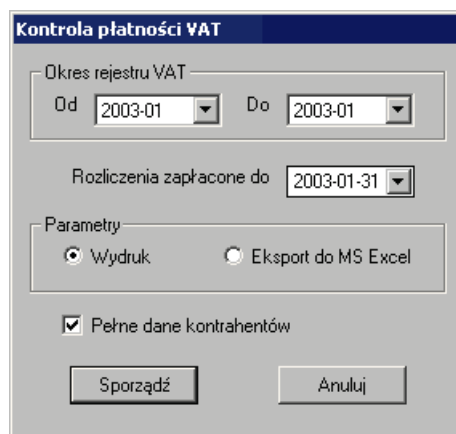 Kontrola płatności VAT
Okres rejestru VAT
Od 2003-01 Do 2003-01
Rozliczenia zapłacone do 2003-01-31
Parametry
Wydruk Eksport do MS Excel
Pełne dane kontrahentów
Sporządź Anuluj